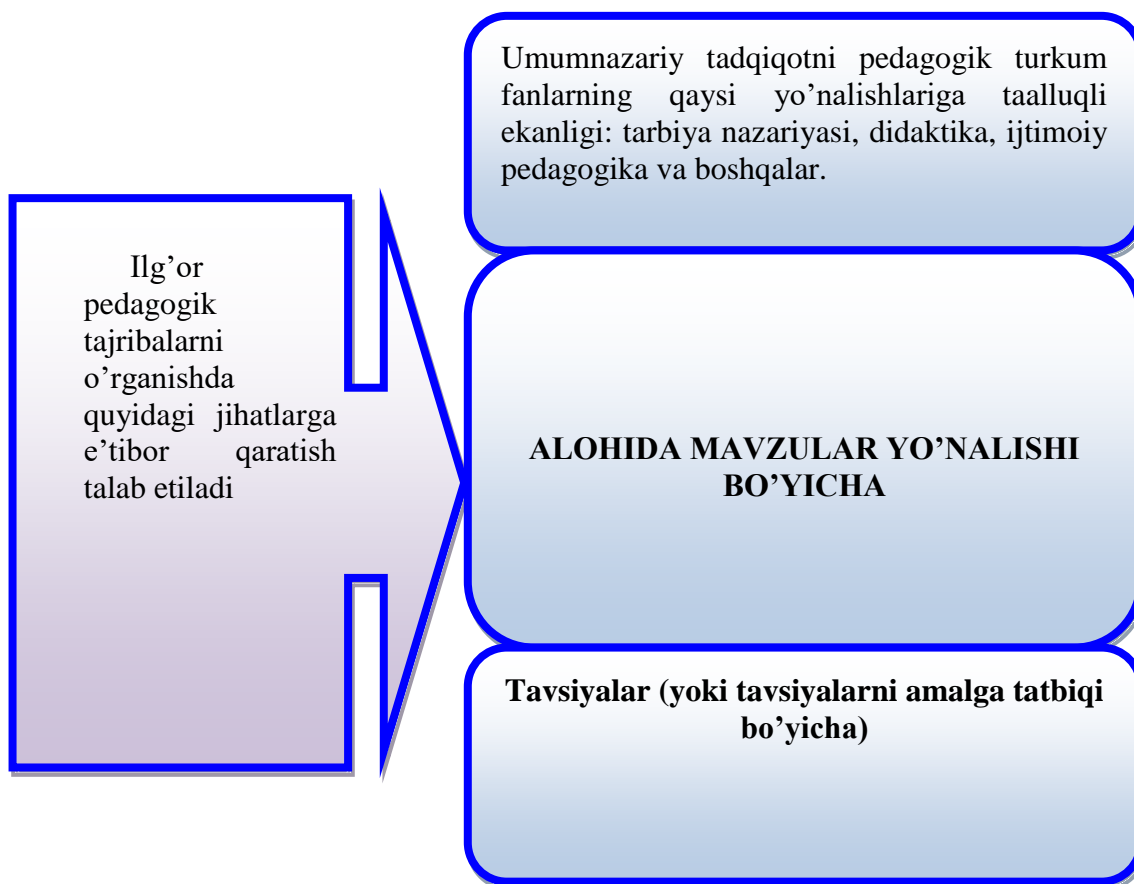 Umumnazariy tadqiqotni pedagogik turkum
fanlarning qaysi yo’nalishlariga taalluqli
ekanligi: tarbiya nazariyasi, didaktika, ijtimoiy
pedagogika va boshqalar.
Ilg’or
pedagogik
tajribalarni
o’rganishda
quyidagi jihatlarga
e’tibor qaratish
talab etiladi
ALOHIDA MAVZULAR YO’NALISHI
BO’YICHA
Tavsiyalar (yoki tavsiyalarni amalga tatbiqi
bo’yicha)